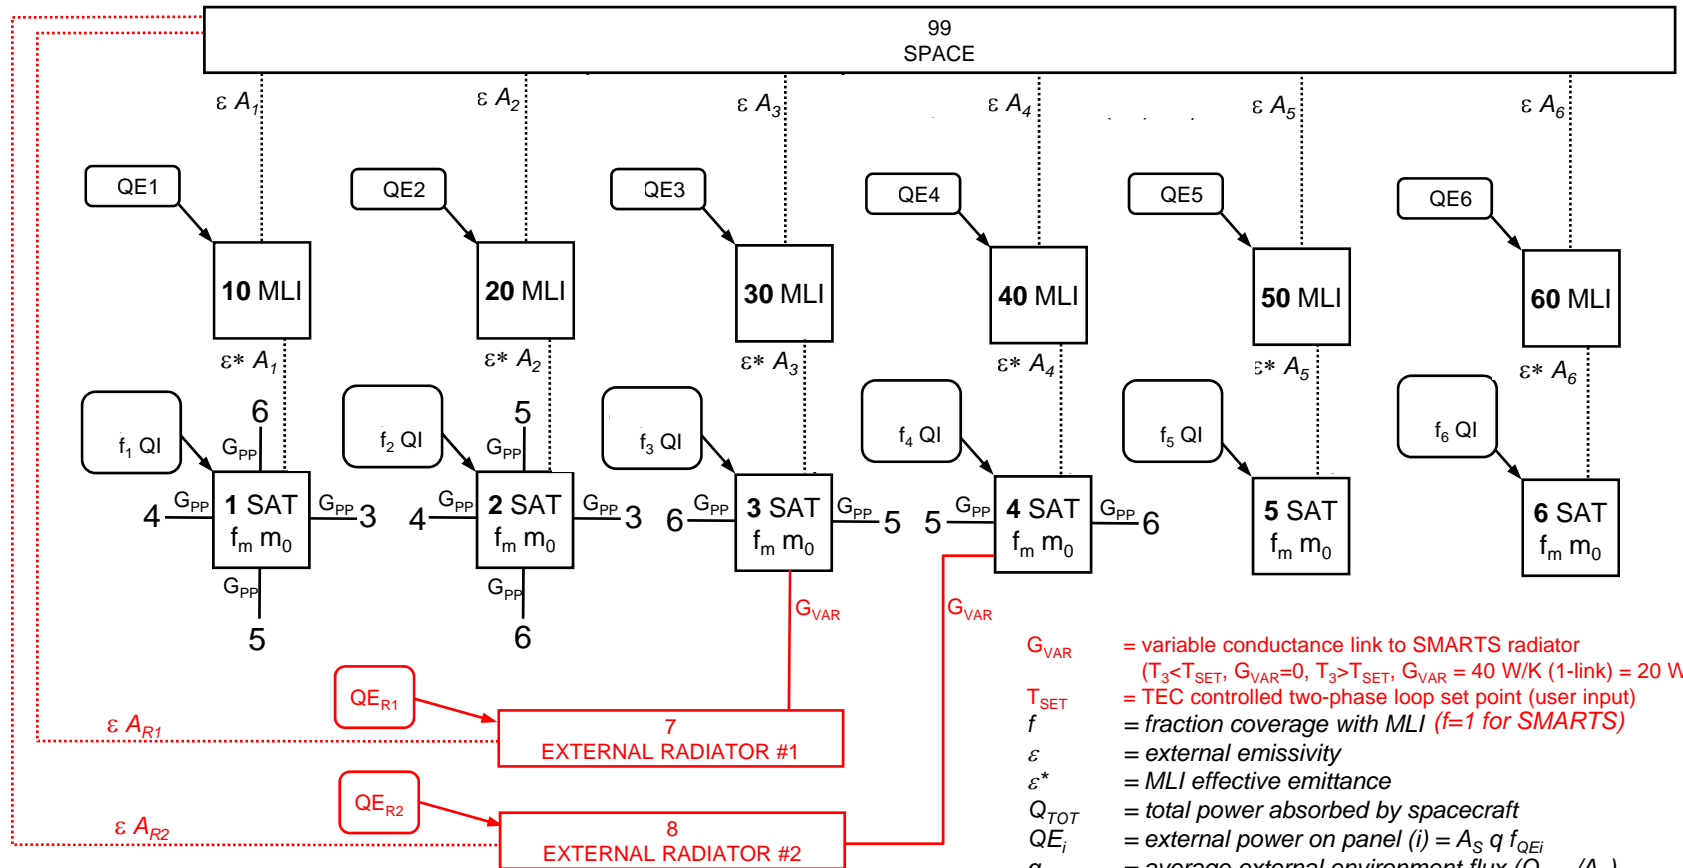 99
SPACE
ε A1
ε A2
ε A3
ε A4
ε A5
ε A6
QE1
QE2
QE3
QE4
QE5
QE6
10 MLI
20 MLI
30 MLI
40 MLI
50 MLI
60 MLI
ε* A1
ε* A2
ε* A3
ε* A4
ε* A5
ε* A6
f1 QI
f2 QI
f3 QI
f4 QI
f5 QI
f6 QI
6
GPP
5
GPP
4 GPP
1 SAT
fm m0
GPP 3
4 GPP
2 SAT
fm m0
GPP 3
6 GPP
3 SAT
fm m0
GPP 5
5 GPP
4 SAT
fm m0
GPP 6
5 SAT
fm m0
6 SAT
fm m0
GPP
5
GPP
6
GVAR
GVAR
QER1
7
EXTERNAL RADIATOR #1
ε AR1
QER2
8
EXTERNAL RADIATOR #2
ε AR2
GVAR = variable conductance link to SMARTS radiator
(T3<TSET, GVAR=0, T3>TSET, GVAR = 40 W/K (1-link) = 20 W
TSET = TEC controlled two-phase loop set point (user input)
f = fraction coverage with MLI (f=1 for SMARTS)
ε = external emissivity
ε* = MLI effective emittance
QTOT = total power absorbed by spacecraft
QEi = external power on panel (i) = AS q fQEi
q = average external environment flux